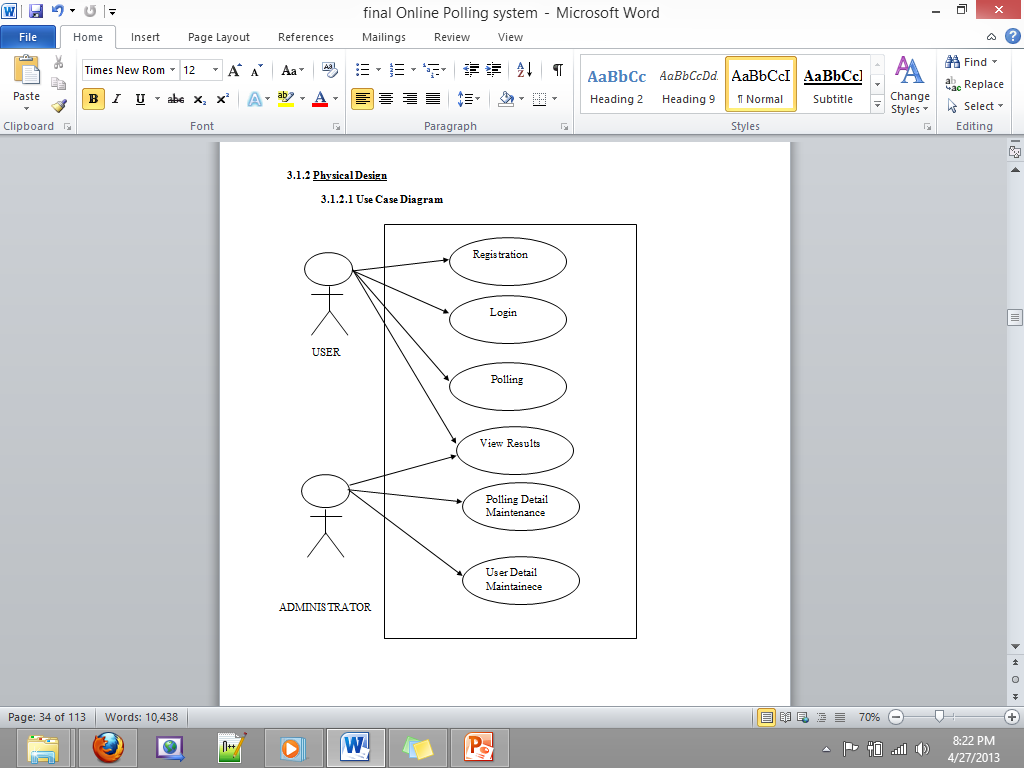 final Online Polling system - Microsoft Word
File Home Insert Page Layout References Mailings Review View
Paste
Times New Rom 12
Clipboard Font Paragraph Styles Editing
AaBbCc AaBbCcDd. AaBbCcI AaBbCcl
Heading 2 Heading 9 ¶ Normal Subtitle
Change
Styles
Find
Replace
Select
3.1.2 Physical Design
3.1.2.1 Use Case Diagram
Registration
Login
USER
Polling
View Results
Polling Detail
Maintenance
User Detail
Maintainece
ADMINISTRATOR
Page: 34 of 113 Words: 10,438 70%
8:22 PM
4/27/2013